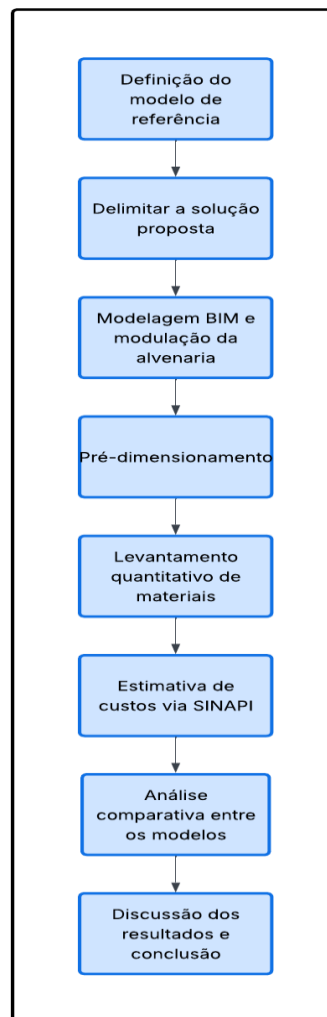 Definição do
modelo de
referência
Delimitar a solução
proposta
Modelagem BIM e
modulação da
alvenaria
Pré-dimensionamento
Levantamento
quantitativo de
materiais
Estimativa de
custos via SINAPI
Análise
comparativa entre
os modelos
Discussão dos
resultados e
conclusão